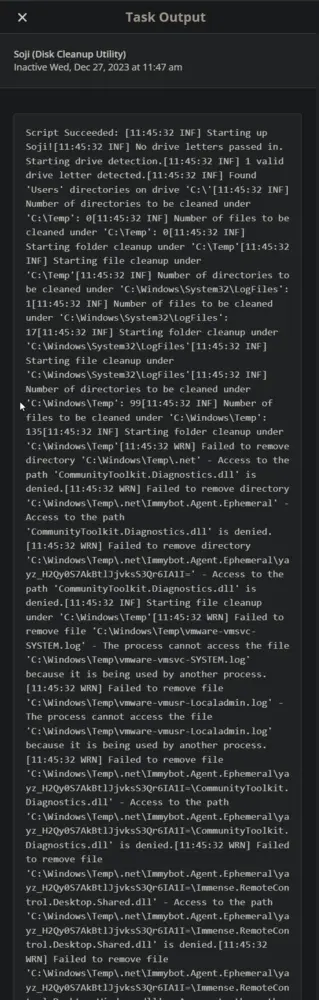 Task Output
Soji (Disk Cleanup Utility)
Inactive Wed, Dec 27, 2023 at 11:47 am
Script Succeeded: [11:45:32 INF] Starting up
Soji![11:45:32 INF] No drive letters passed in.
Starting drive detection.[11:45:32 INF] 1 valid
drive letter detected.[11:45:32 INF] Found
'Users' directories on drive 'C:\'[11:45:32 INF]
Number of directories to be cleaned under
'C:\Temp': 0[11:45:32 INF] Number of files to be
cleaned under 'C:\Temp': 0[11:45:32 INF]
Starting folder cleanup under 'C:\Temp'[11:45:32
INF] Starting file cleanup under
'C:\Temp'[11:45:32 INF] Number of directories to
be cleaned under 'C:\Windows\System32\LogFiles':
1[11:45:32 INF] Number of files to be cleaned
under 'C:\Windows\System32\LogFiles':
17[11:45:32 INF] Starting folder cleanup under
'C:\Windows\System32\LogFiles'[11:45:32 INF]
Starting file cleanup under
'C:\Windows\System32\LogFiles'[11:45:32 INF]
Number of directories to be cleaned under
'C:\Windows\Temp': 99[11:45:32 INF] Number of
files to be cleaned under 'C:\Windows\Temp':
135[11:45:32 INF] Starting folder cleanup under
'C:\Windows\Temp'[11:45:32 WRN] Failed to remove
directory 'C:\Windows\Temp\.net' - Access to the
path 'CommunityToolkit.Diagnostics.dll' is
denied.[11:45:32 WRN] Failed to remove directory
'C:\Windows\Temp\.net\Immybot.Agent.Ephemeral' -
Access to the path
'CommunityToolkit.Diagnostics.dll' is denied.
[11:45:32 WRN] Failed to remove directory
'C:\Windows\Temp\.net\Immybot.Agent.Ephemeral\ya
yz_H2Qy0S7AkBtlJjvksS3Qr6IA1I=' - Access to the
path 'CommunityToolkit.Diagnostics.dll' is
denied.[11:45:32 INF] Starting file cleanup
under 'C:\Windows\Temp'[11:45:32 WRN] Failed to
remove file 'C:\Windows\Temp\vmware-vmsvc-
SYSTEM.log' - The process cannot access the file
'C:\Windows\Temp\vmware-vmsvc-SYSTEM.log'
because it is being used by another process.
[11:45:32 WRN] Failed to remove file
'C:\Windows\Temp\vmware-vmusr-Localadmin.log' -
The process cannot access the file
'C:\Windows\Temp\vmware-vmusr-Localadmin.log'
because it is being used by another process.
[11:45:32 WRN] Failed to remove file
'C:\Windows\Temp\.net\Immybot.Agent.Ephemeral\ya
yz_H2Qy0S7AkBtlJjvksS3Qr6IA1I=\CommunityToolkit.
Diagnostics.dll' - Access to the path
'C:\Windows\Temp\.net\Immybot.Agent.Ephemeral\ya
yz_H2Qy0S7AkBtlJjvksS3Qr6IA1I=\CommunityToolkit.
Diagnostics.dll' is denied.[11:45:32 WRN] Failed
to remove file
'C:\Windows\Temp\.net\Immybot.Agent.Ephemeral\ya
yz_H2Qy0S7AkBtlJjvksS3Qr6IA1I=\Immense.RemoteCon
trol.Desktop.Shared.dll' - Access to the path
'C:\Windows\Temp\.net\Immybot.Agent.Ephemeral\ya
yz_H2Qy0S7AkBtlJjvksS3Qr6IA1I=\Immense.RemoteCon
trol.Desktop.Shared.dll' is denied.[11:45:32
WRN] Failed to remove file
'C:\Windows\Temp\.net\Immybot.Agent.Ephemeral\ya
yz_H2Qy0S7AkBtlJjvksS3Qr6IA1I=\Immense.RemoteCon